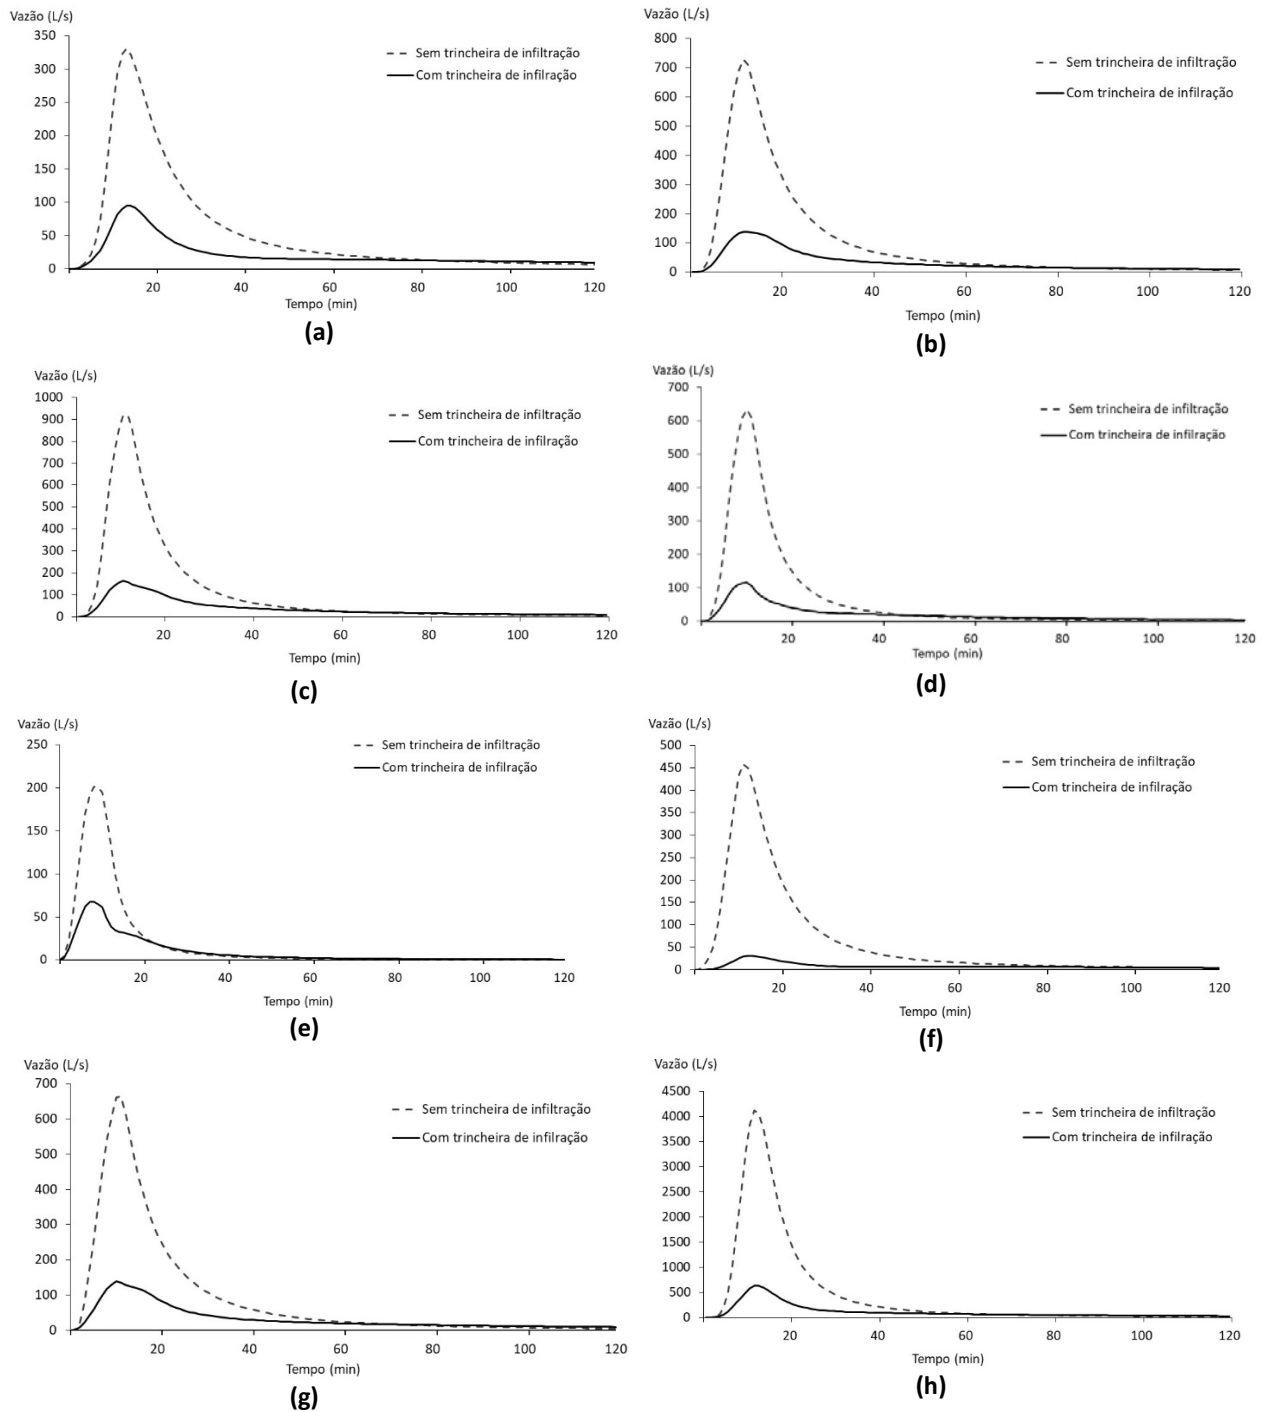 Vazão (L/s)
350
300
250
200
150
100
50
0
20
40
60
80
100
120
Tempo (min)
Sem trincheira de infiltração
Com trincheira de infilração
(a)
Vazão (L/s)
800
700
600
500
400
300
200
100
0
20
40
60
80
100
120
Tempo (min)
Sem trincheira de infiltração
Com trincheira de infilração
(b)
Vazão (L/s)
1000
900
800
700
600
500
400
300
200
100
0
20
40
60
80
100
120
Tempo (min)
Sem trincheira de infiltração
Com trincheira de infilração
(c)
Vazão (L/s)
700
600
500
400
300
200
100
0
20
40
60
80
100
120
Tempo (min)
Sem trincheira de infiltração
Com trincheira de infilração
(d)
Vazão (L/s)
250
200
150
100
50
0
20
40
60
80
100
120
Tempo (min)
Sem trincheira de infiltração
Com trincheira de infilração
(e)
Vazão (L/s)
500
450
400
350
300
250
200
150
100
50
0
20
40
60
80
100
120
Tempo (min)
Sem trincheira de infiltração
Com trincheira de infilração
(f)
Vazão (L/s)
700
600
500
400
300
200
100
0
20
40
60
80
100
120
Tempo (min)
Sem trincheira de infiltração
Com trincheira de infilração
(g)
Vazão (L/s)
4500
4000
3500
3000
2500
2000
1500
1000
500
0
20
40
60
80
100
120
Tempo (min)
Sem trincheira de infiltração
Com trincheira de infilração
(h)